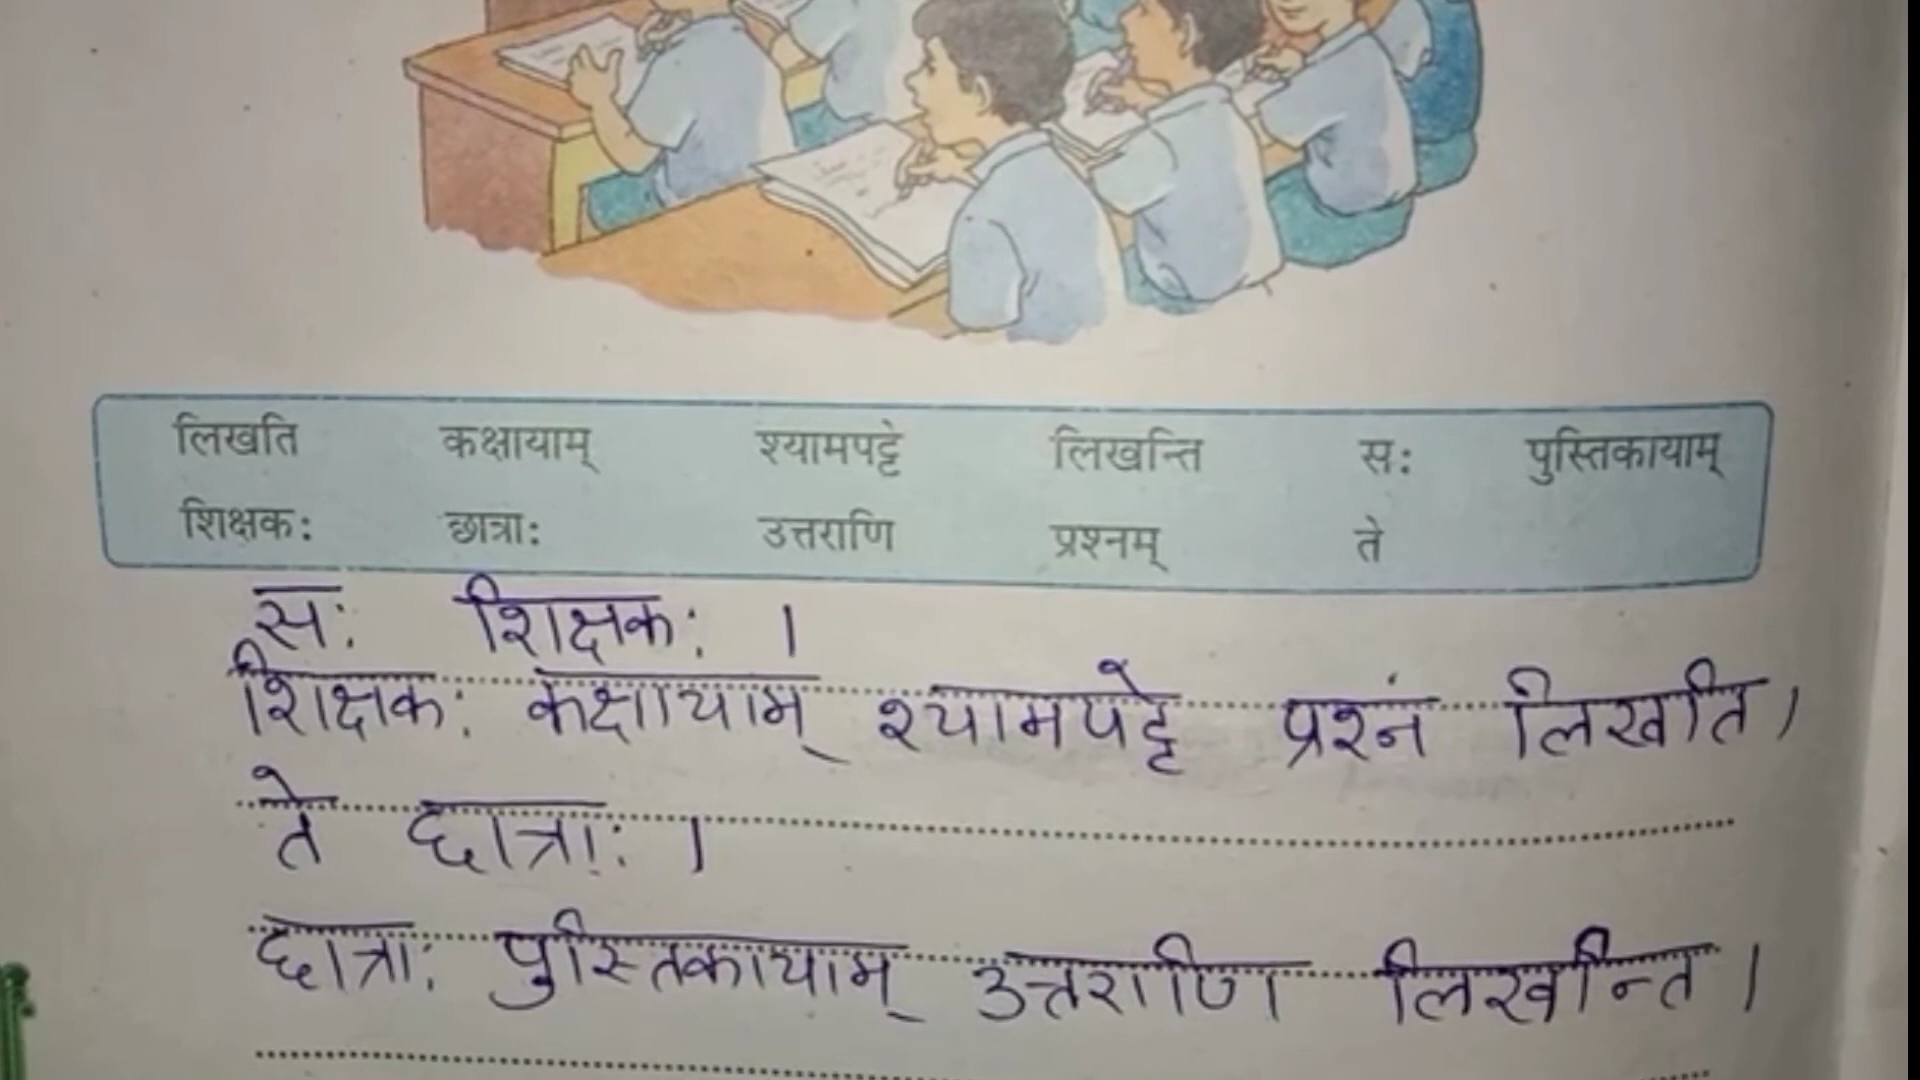 लिखति कक्षायाम् श्यामपट्टे लिखन्ति सः पुस्तिकायाम्
शिक्षकः छात्राः उत्तराणि प्रश्नम् ते
सः शिक्षकः ।
शिक्षकः कक्षायाम् श्यामपट्टे प्रश्नं लिखति ।
ते छात्राः ।
छात्राः पुस्तिकायाम् उत्तराणि लिखन्ति ।